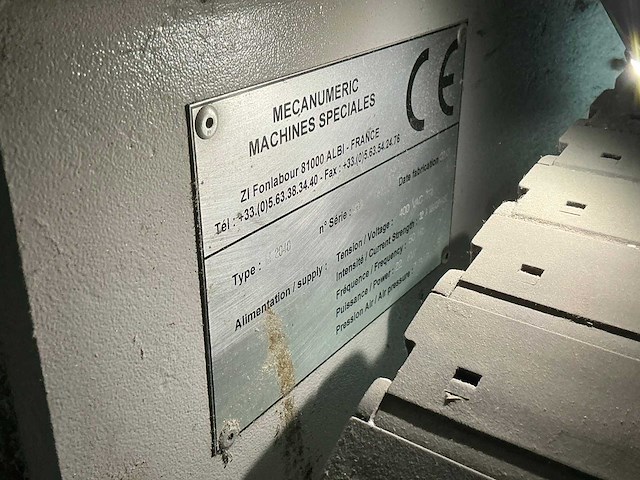 MECANUMERIC
MACHINES SPECIALES
CE
ZI Fonlabour 81000 ALBI - FRANCE
Tél : +33.(0)5.63.38.34.40 - Fax : +33.(0)5.63.54.24.76
Date fabrication
Type : 2040
n° Série :
Alimentation / supply :
Tension / Voltage : 400
Intensité / Current Strength :
Fréquence / Frequency :
Puissance / Power :
Pression Air / Air pressure :